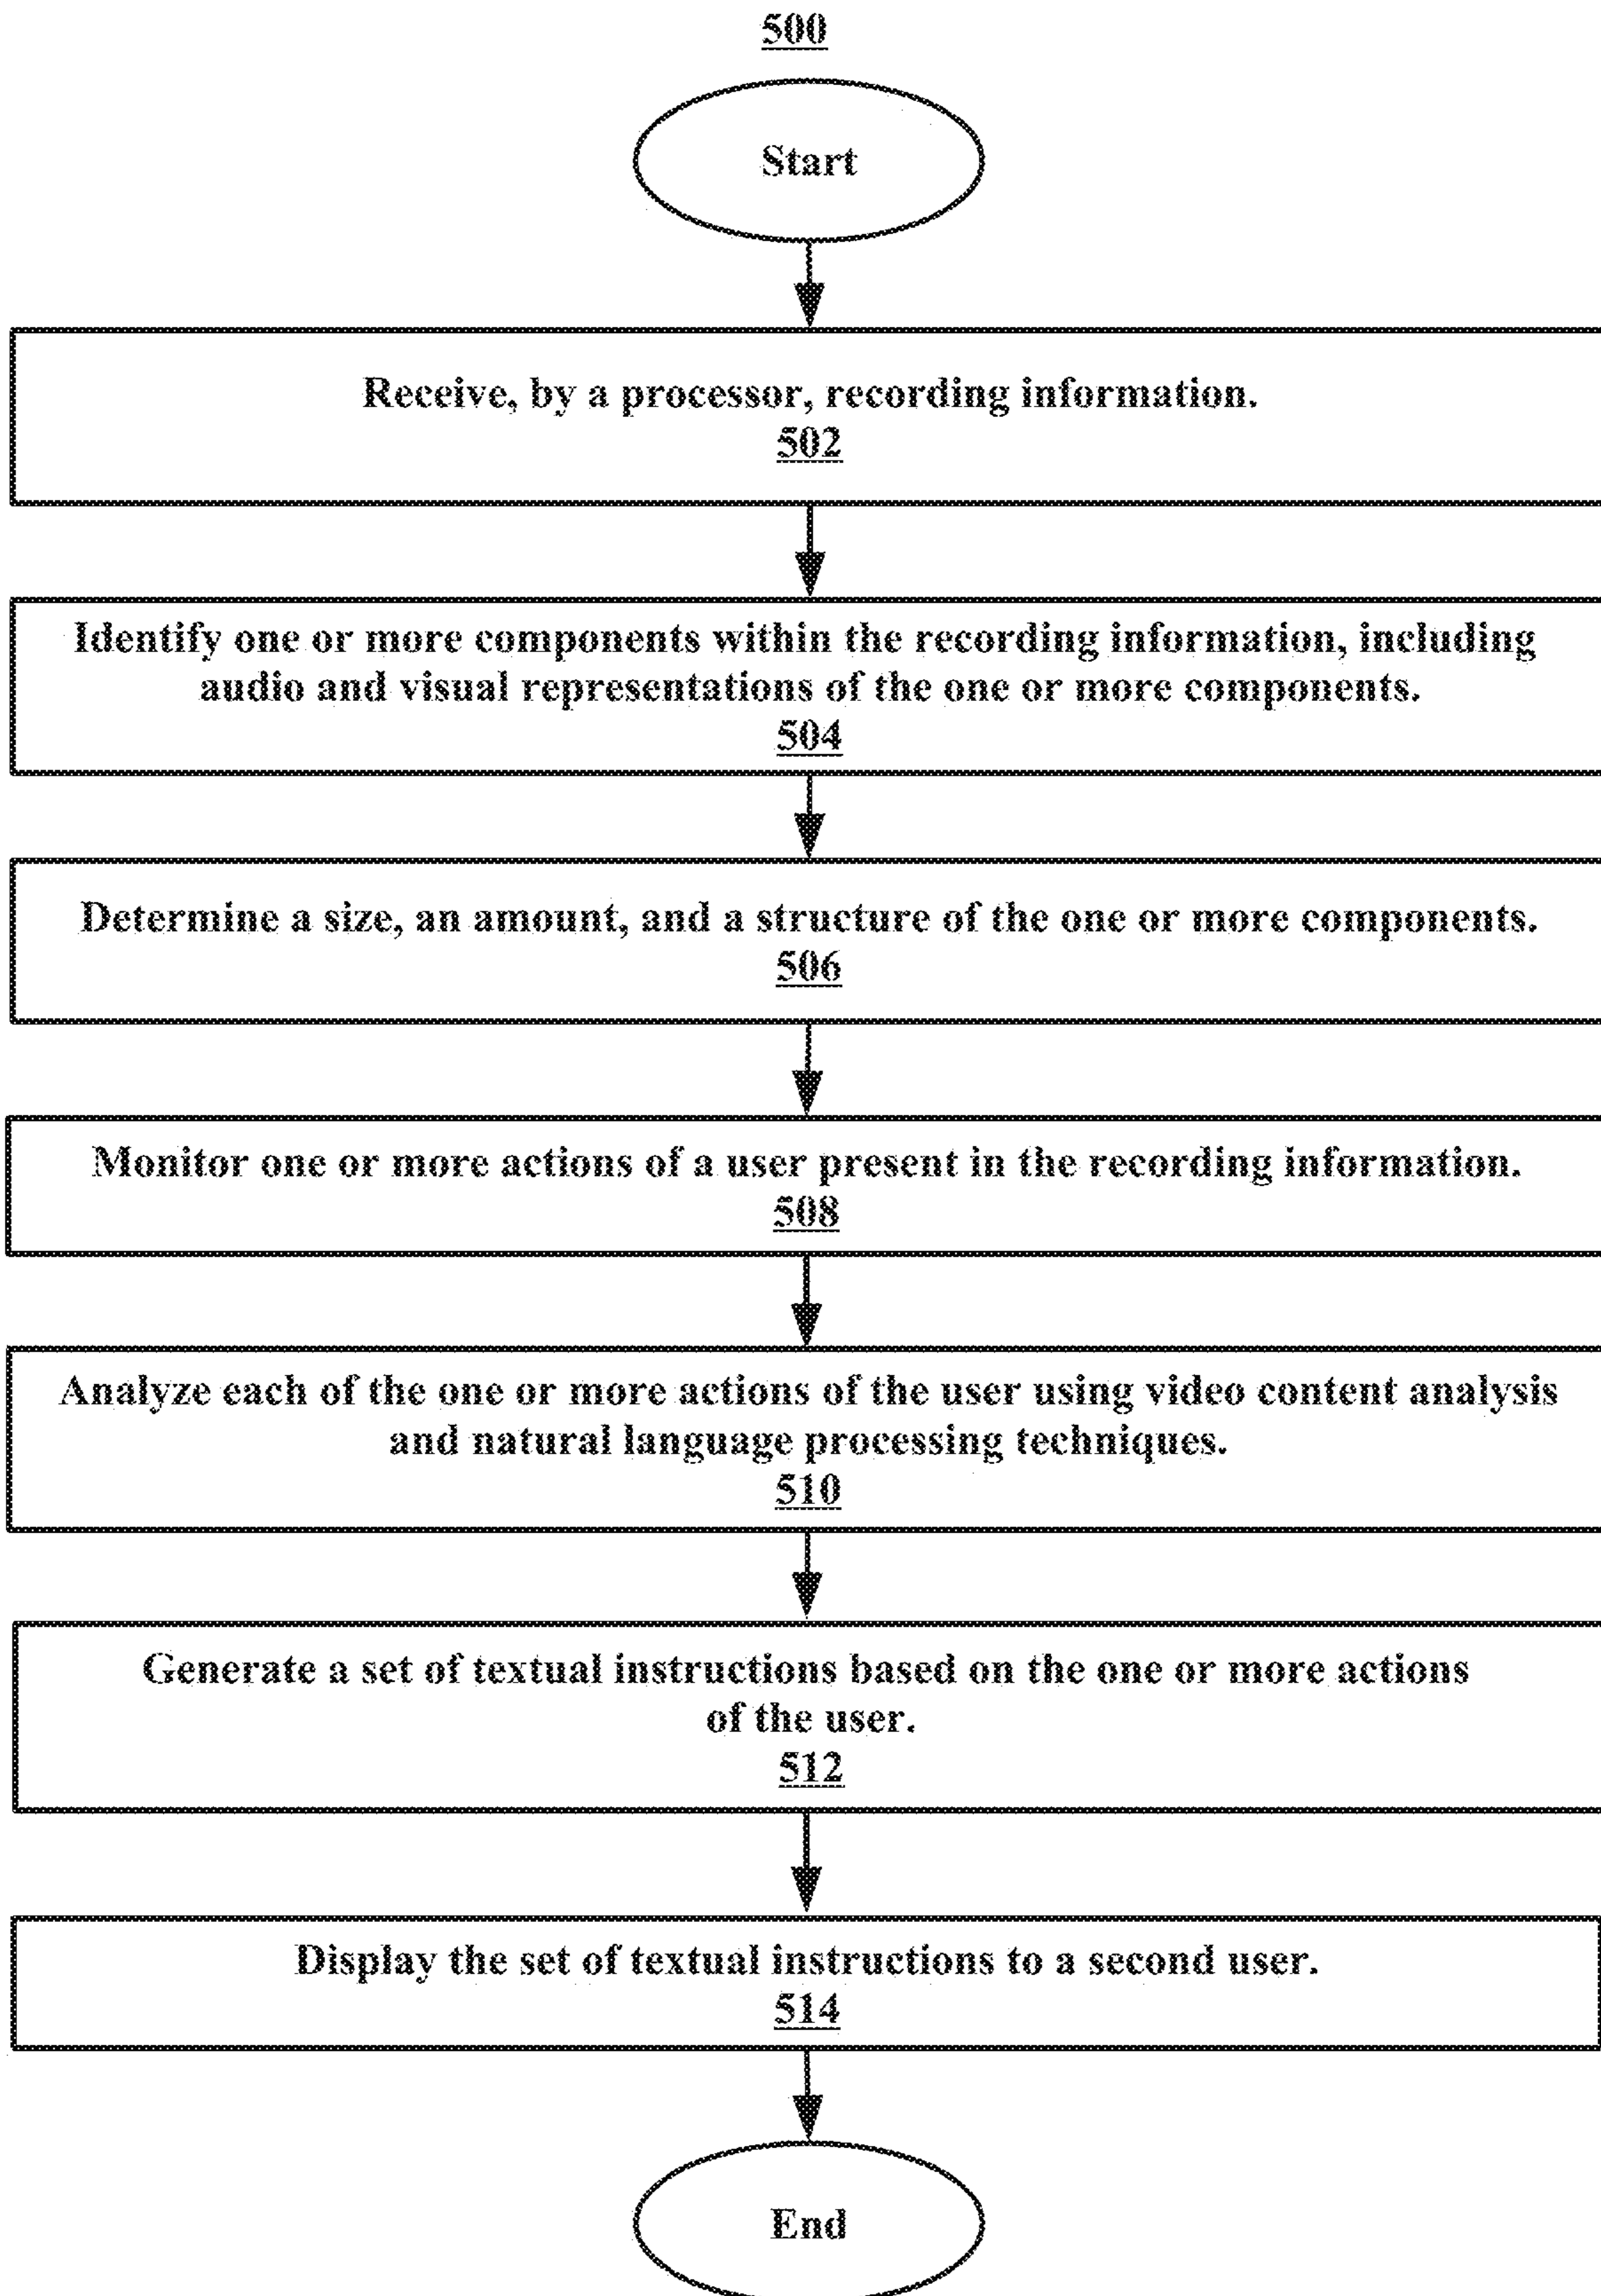 500
Start
Receive, by a processor, recording information.
502
Identify one or more components within the recording information, including
audio and visual representations of the one or more components.
504
Determine a size, an amount, and a structure of the one or more components.
506
Monitor one or more actions of a user present in the recording information.
508
Analyze each of the one or more actions of the user using video content analysis
and natural language processing techniques.
510
Generate a set of textual instructions based on the one or more actions
of the user.
512
Display the set of textual instructions to a second user.
514
End